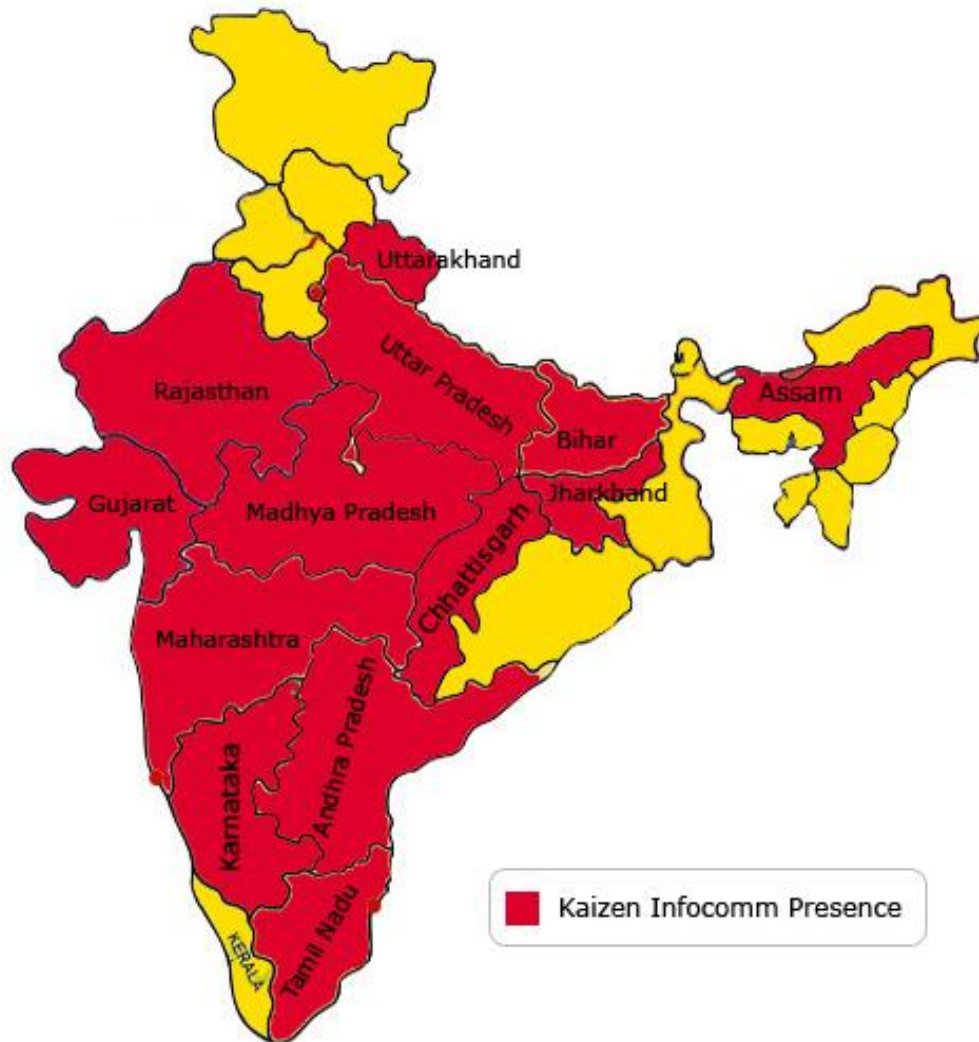 Uttarakhand
Uttar Pradesh
Rajasthan
Assam
Bihar
Jharkhand
Gujarat
Madhya Pradesh
Chhattisgarh
Maharashtra
Andhra Pradesh
Karnataka
Tamil Nadu
KERALA
Kaizen Infocomm Presence